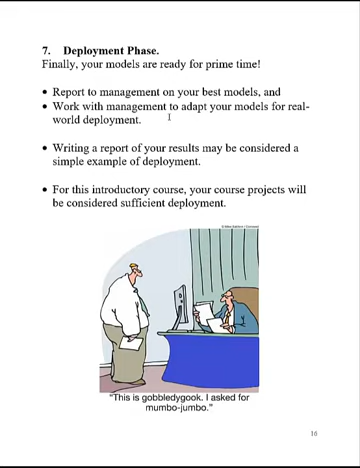 7. Deployment Phase.
Finally, your models are ready for prime time!
• Report to management on your best models, and
• Work with management to adapt your models for real-
world deployment.
• Writing a report of your results may be considered a
simple example of deployment.
• For this introductory course, your course projects will
be considered sufficient deployment.
"This is gobbledygook. I asked for
mumbo-jumbo."
16